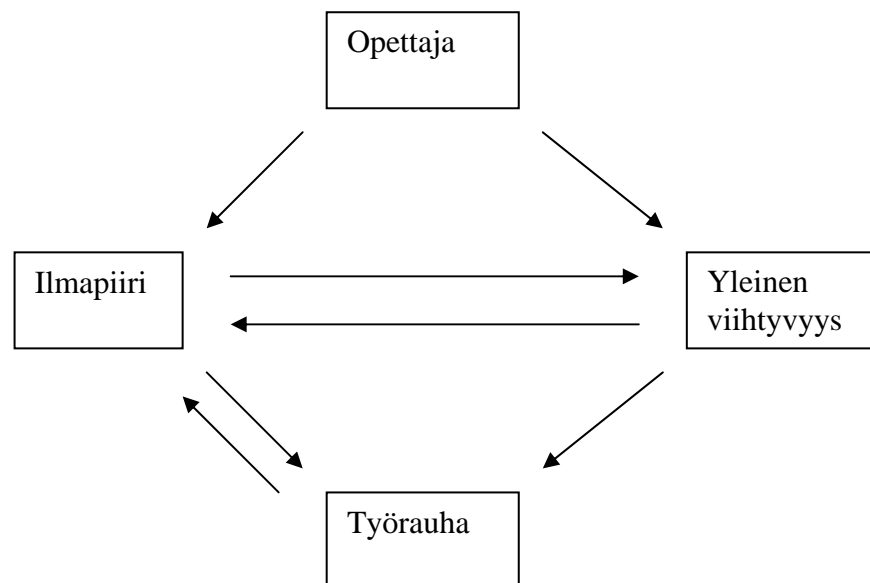 Opettaja
Ilmapiiri
Yleinen
viihtyvyys
Työrauha